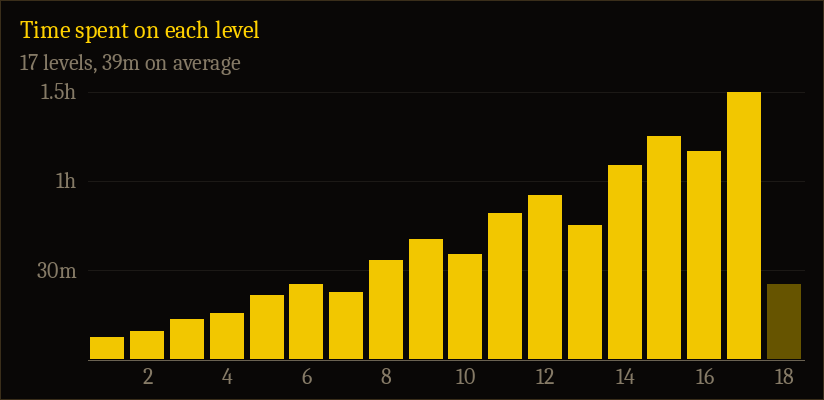 Time spent on each level
17 levels, 39m on average
1.5h
1h
30m
2 4 6 8 10 12 14 16 18